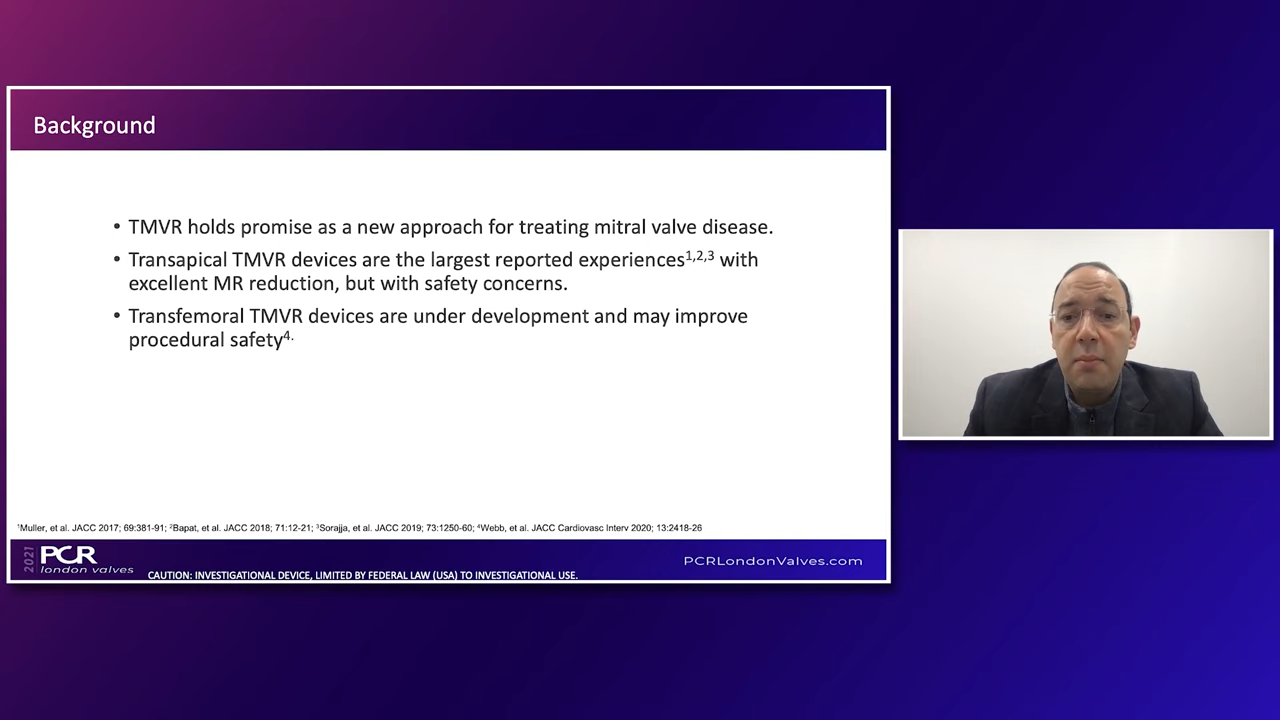 Background
• TMVR holds promise as a new approach for treating mitral valve disease.
• Transapical TMVR devices are the largest reported experiences1,2,3 with
excellent MR reduction, but with safety concerns.
• Transfemoral TMVR devices are under development and may improve
procedural safety4.
1Muller, et al. JACC 2017; 69:381-91; 2Bapat, et al. JACC 2018; 71:12-21; 3Sorajja, et al. JACC 2019; 73:1250-60; 4Webb, et al. JACC Cardiovasc Interv 2020; 13:2418-26
2021
PCR
london valves
CAUTION: INVESTIGATIONAL DEVICE, LIMITED BY FEDERAL LAW (USA) TO INVESTIGATIONAL USE.
PCRLondonValves.com